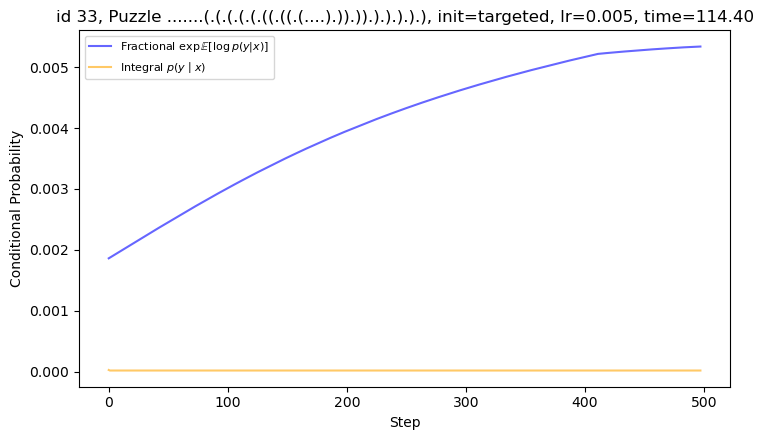 id 33, Puzzle .......(.(.(.(.(.((.((.(....).)).)).).).).).), init=targeted, lr=0.005, time=114.40
Fractional exp𝔼[log p(y|x)]
Integral p(y | x)
Conditional Probability
0.005
0.004
0.003
0.002
0.001
0.000
0 100 200 300 400 500
Step